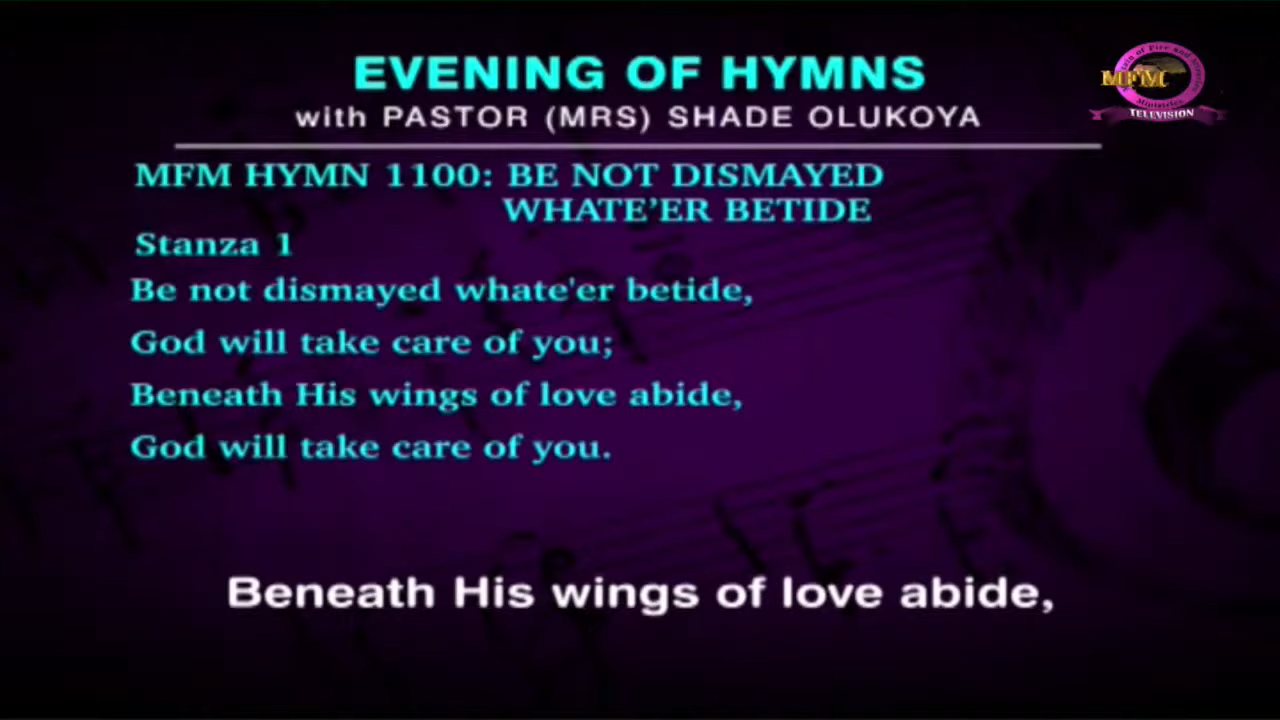 EVENING OF HYMNS
with PASTOR (MRS) SHADE OLUKOYA
MFM
TELEVISION
MFM HYMN 1100: BE NOT DISMAYED
WHATE'ER BETIDE
Stanza 1
Be not dismayed whate'er betide,
God will take care of you;
Beneath His wings of love abide,
God will take care of you.
Beneath His wings of love abide,